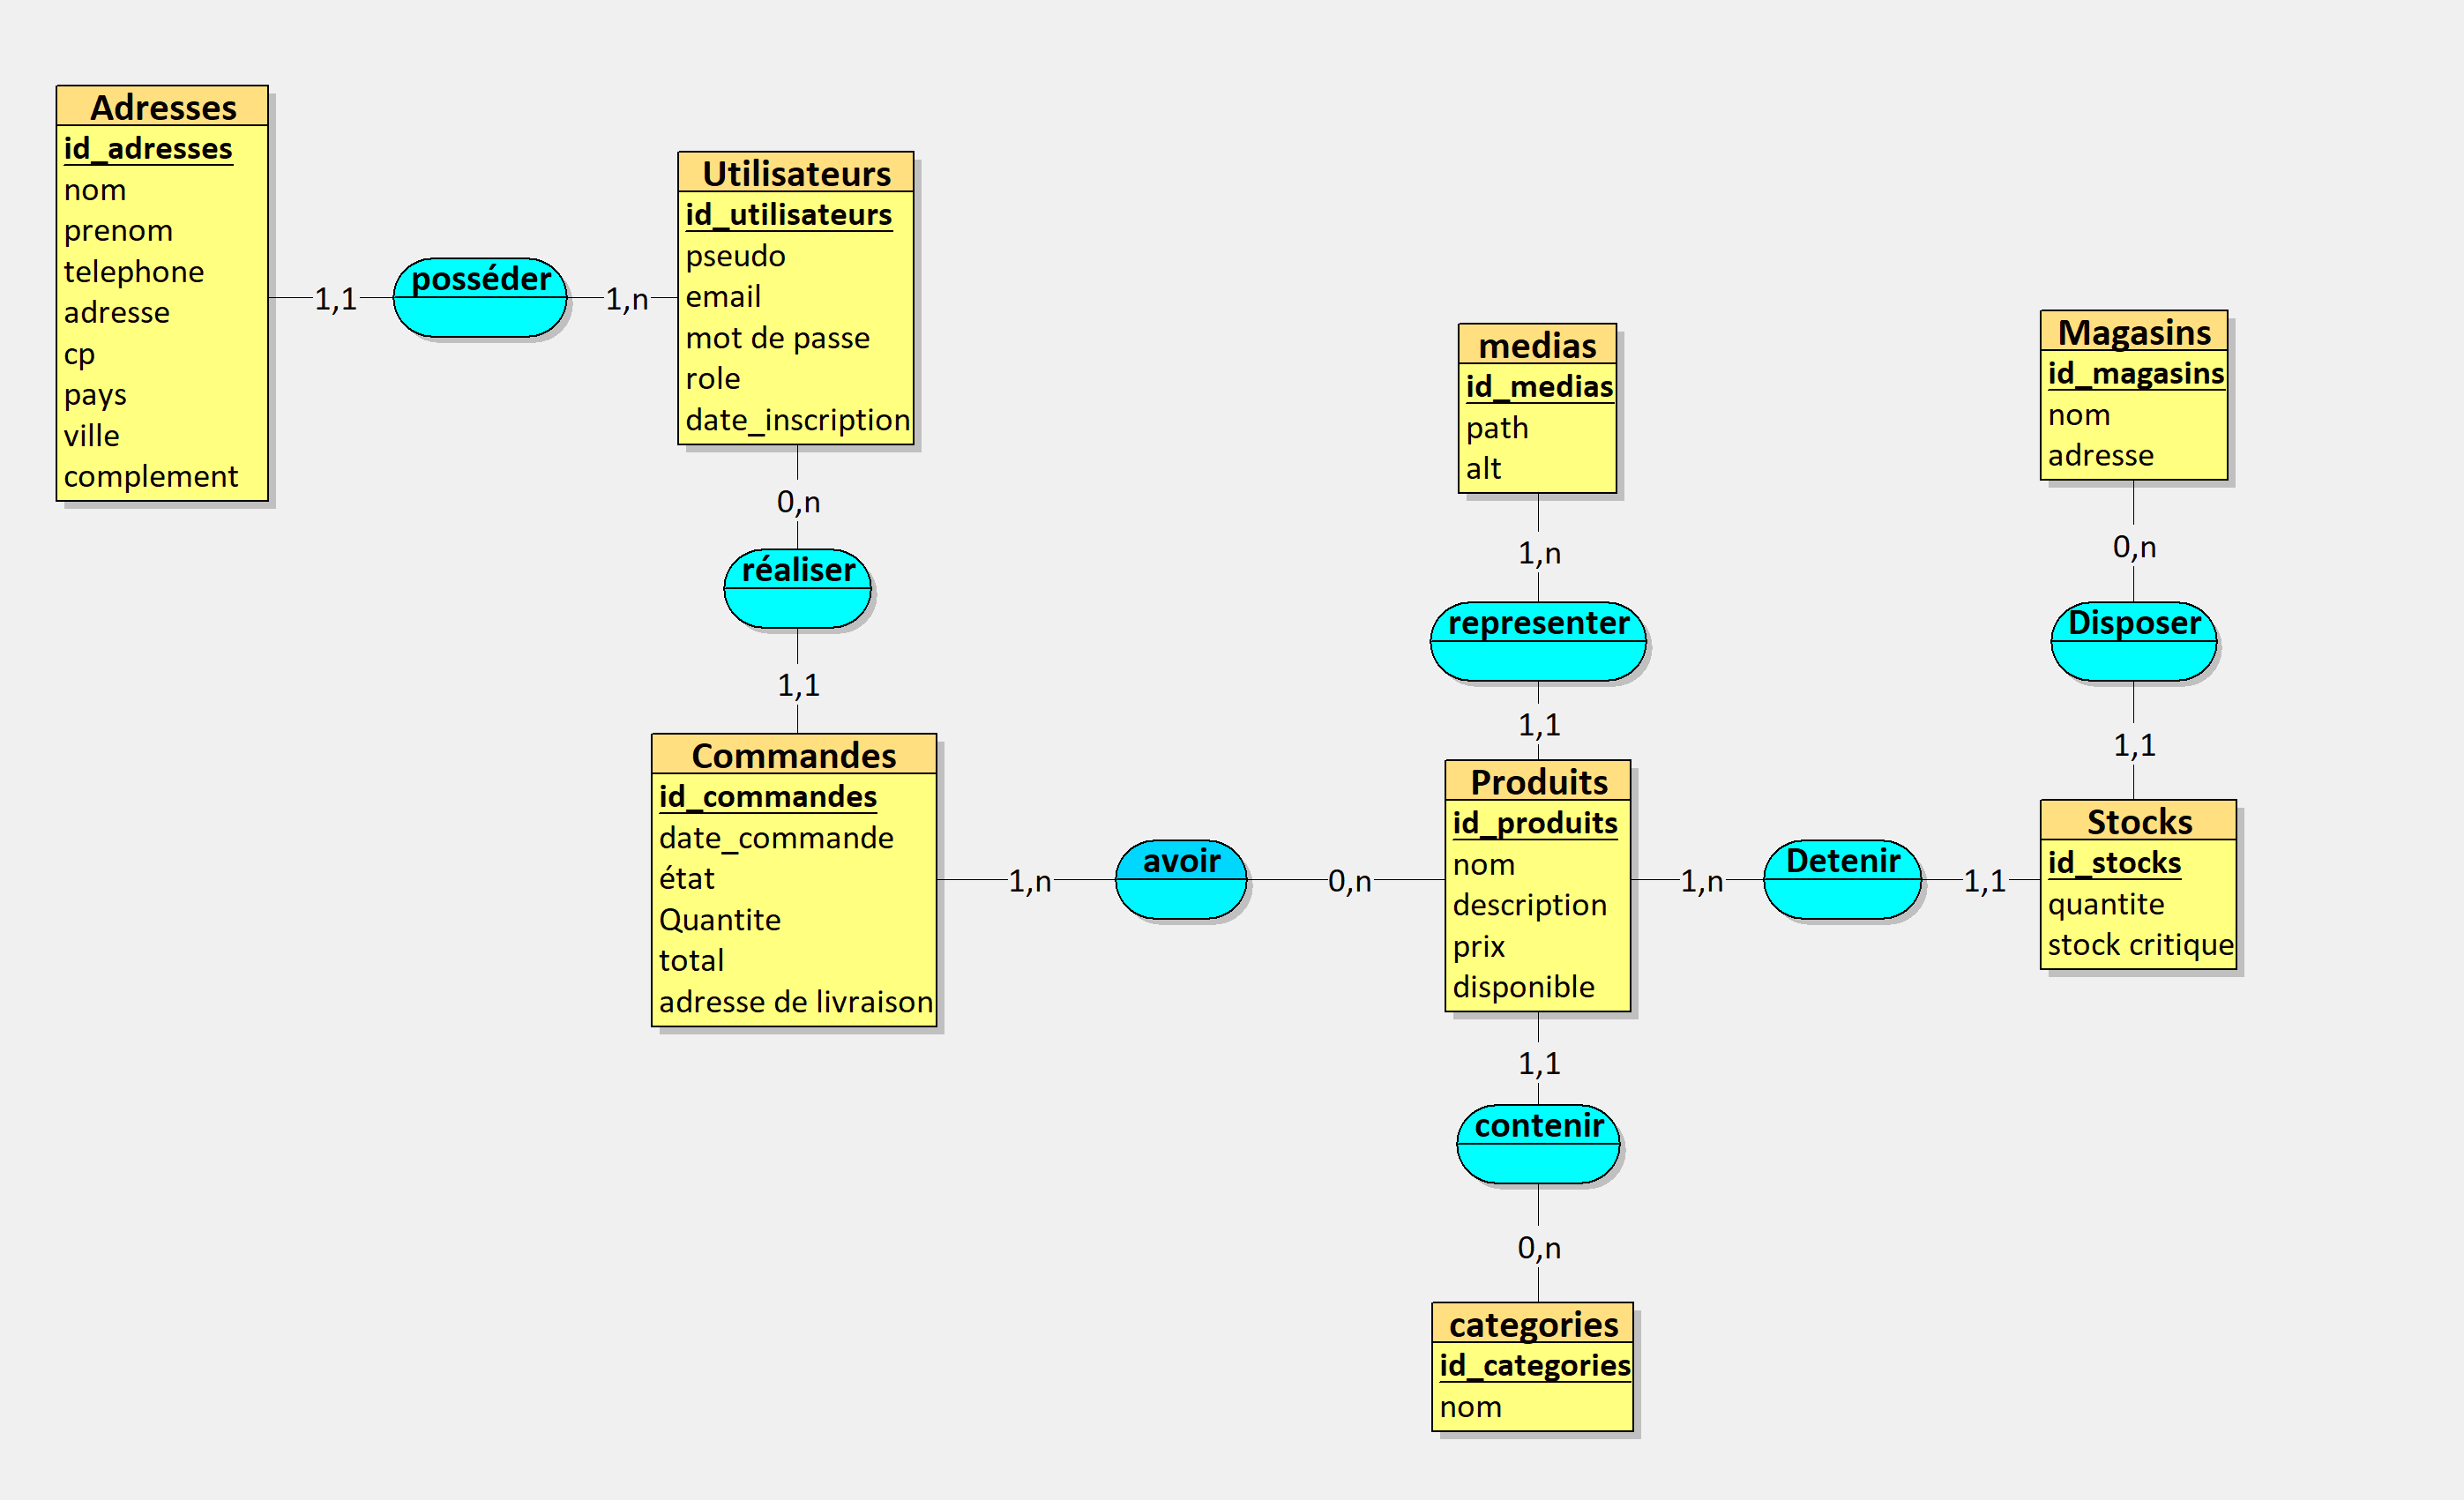 Adresses
id_adresses
nom
prenom
telephone
adresse
cp
pays
ville
complement
1,1
posséder
1,n
Utilisateurs
id_utilisateurs
pseudo
email
mot de passe
role
date_inscription
0,n
réaliser
1,1
Commandes
id_commandes
date_commande
état
Quantite
total
adresse de livraison
1,n
avoir
0,n
medias
id_medias
path
alt
1,n
representer
1,1
Produits
id_produits
nom
description
prix
disponible
1,n
Detenir
1,1
Magasins
id_magasins
nom
adresse
0,n
Disposer
1,1
Stocks
id_stocks
quantite
stock critique
1,1
contenir
0,n
categories
id_categories
nom